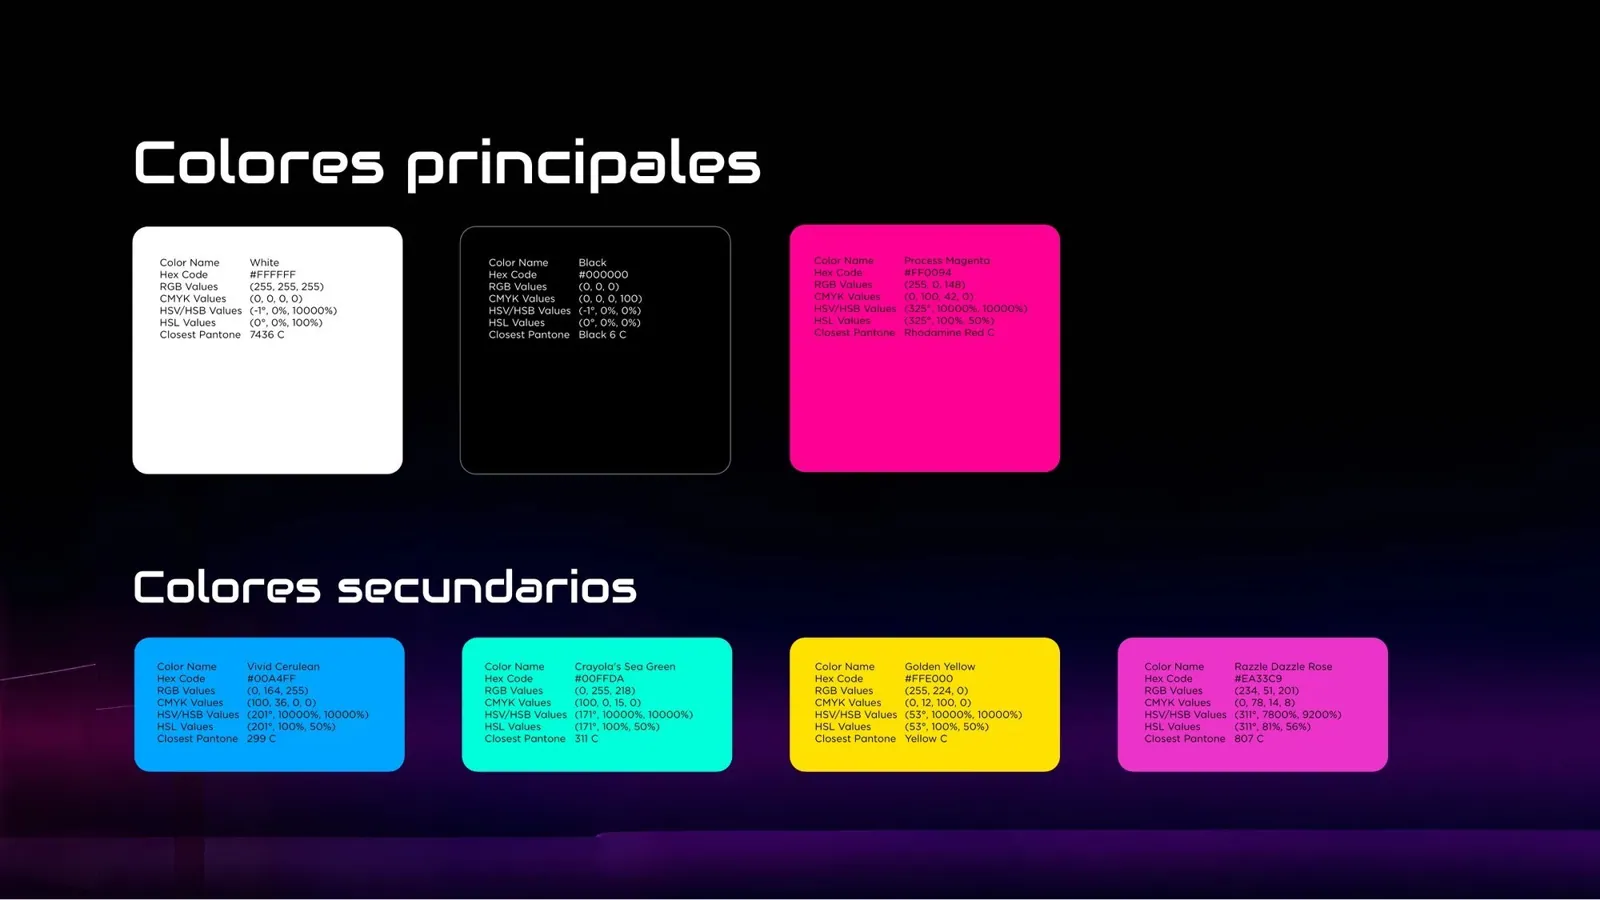 Colores principales
Color Name White
Hex Code #FFFFFF
RGB Values (255, 255, 255)
CMYK Values (0, 0, 0, 0)
HSV/HSB Values (-1°, 0%, 10000%)
HSL Values (0°, 0%, 100%)
Closest Pantone 7436 C
Color Name Black
Hex Code #000000
RGB Values (0, 0, 0)
CMYK Values (0, 0, 0, 100)
HSV/HSB Values (-1°, 0%, 0%)
HSL Values (0°, 0%, 0%)
Closest Pantone Black 6 C
Color Name Process Magenta
Hex Code #FF0094
RGB Values (255, 0, 148)
CMYK Values (0, 100, 42, 0)
HSV/HSB Values (325°, 10000%, 10000%)
HSL Values (325°, 100%, 50%)
Closest Pantone Rhodamine Red C
Colores secundarios
Color Name Vivid Cerulean
Hex Code #00A4FF
RGB Values (0, 164, 255)
CMYK Values (100, 36, 0, 0)
HSV/HSB Values (201°, 10000%, 10000%)
HSL Values (201°, 100%, 50%)
Closest Pantone 299 C
Color Name Crayola's Sea Green
Hex Code #00FFDA
RGB Values (0, 255, 218)
CMYK Values (100, 0, 15, 0)
HSV/HSB Values (171°, 10000%, 10000%)
HSL Values (171°, 100%, 50%)
Closest Pantone 311 C
Color Name Golden Yellow
Hex Code #FFE000
RGB Values (255, 224, 0)
CMYK Values (0, 12, 100, 0)
HSV/HSB Values (53°, 10000%, 10000%)
HSL Values (53°, 100%, 50%)
Closest Pantone Yellow C
Color Name Razzle Dazzle Rose
Hex Code #EA33C9
RGB Values (234, 51, 201)
CMYK Values (0, 78, 14, 8)
HSV/HSB Values (311°, 7800%, 9200%)
HSL Values (311°, 81%, 56%)
Closest Pantone 807 C